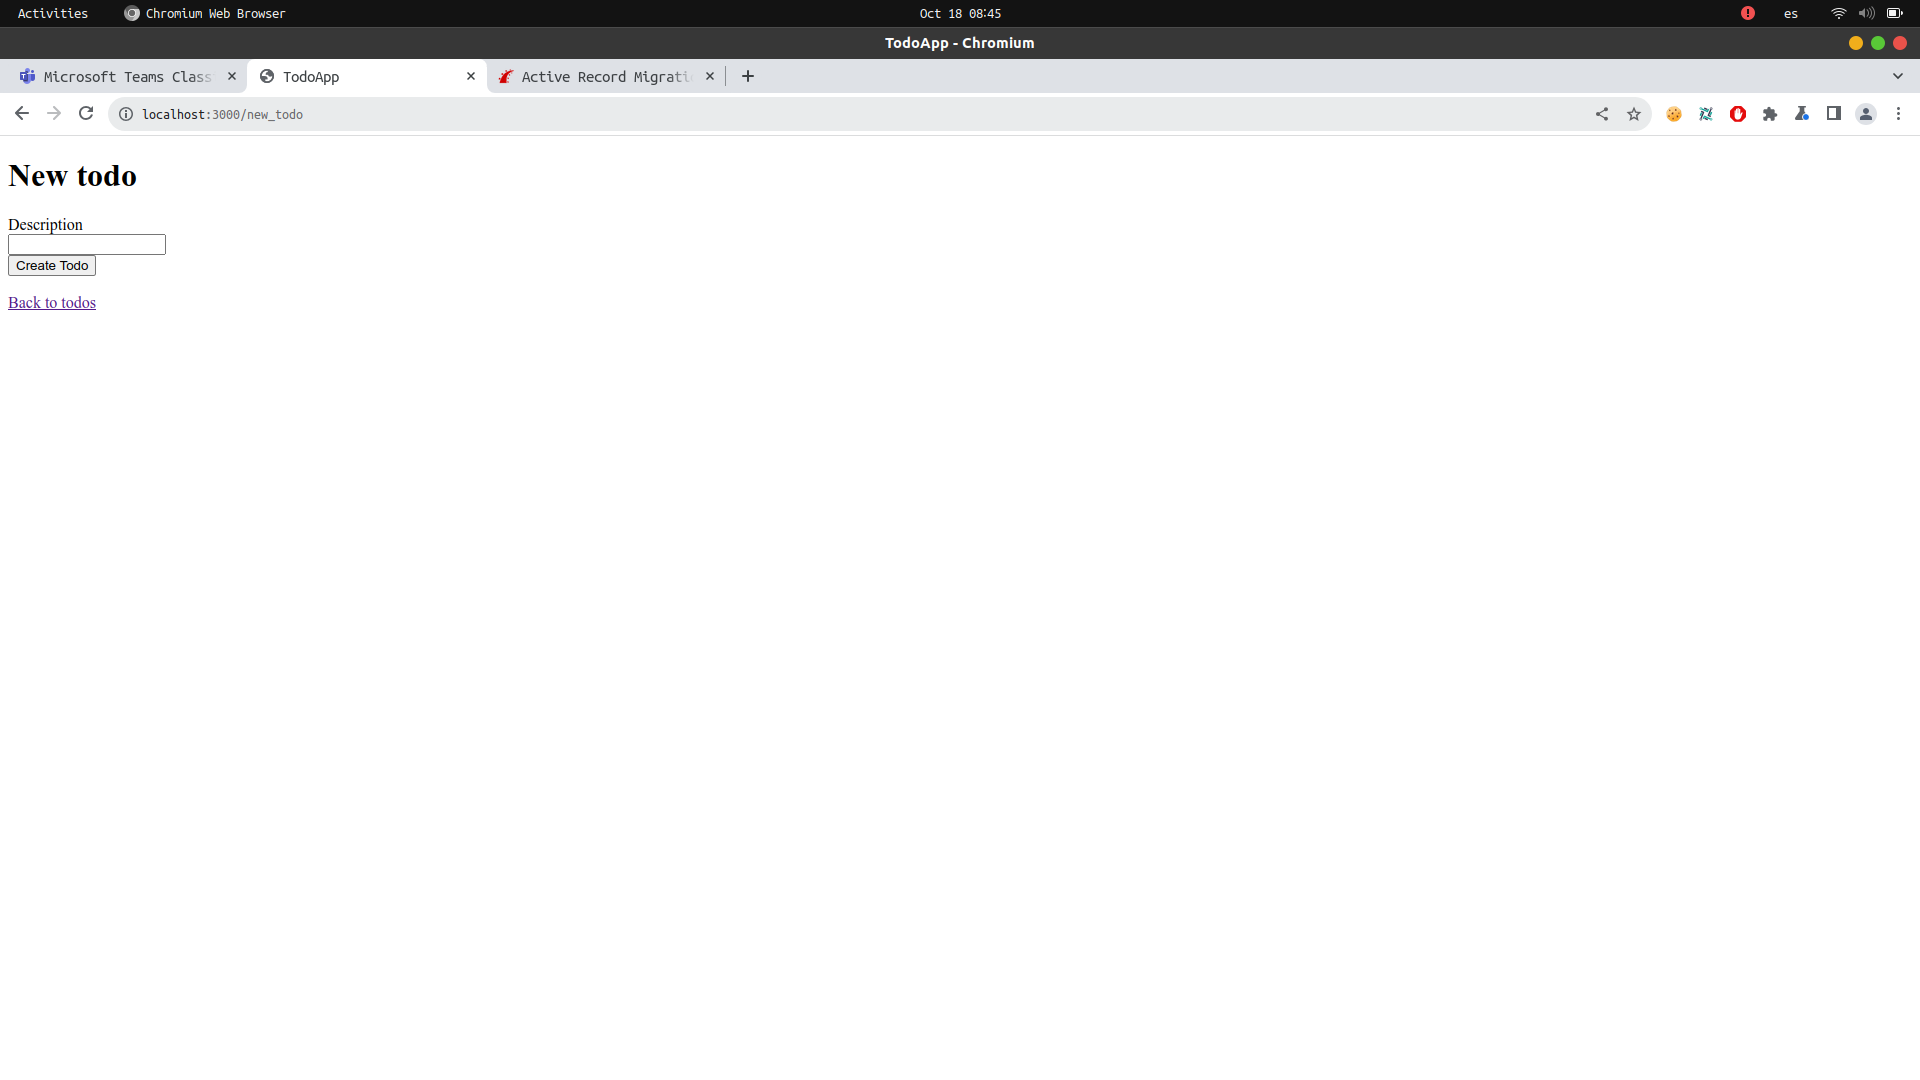 Activities Chromium Web Browser Oct 18 08:45 es
TodoApp - Chromium
Microsoft Teams Class TodoApp Active Record Migrati
localhost:3000/new_todo
New todo
Description
Create Todo
Back to todos